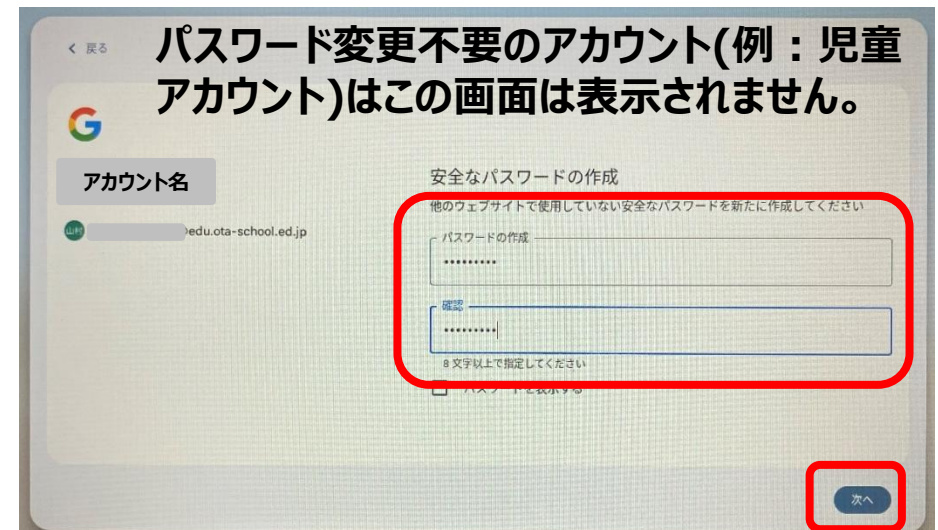 戻る
パスワード変更不要のアカウント(例：児童
アカウント)はこの画面は表示されません。
G
アカウント名
山村
edu.ota-school.ed.jp
安全なパスワードの作成
他のウェブサイトで使用していない安全なパスワードを新たに作成してください
パスワードの作成
•••••••••
確認
•••••••••
8 文字以上で指定してください
パスワードを表示する
次へ